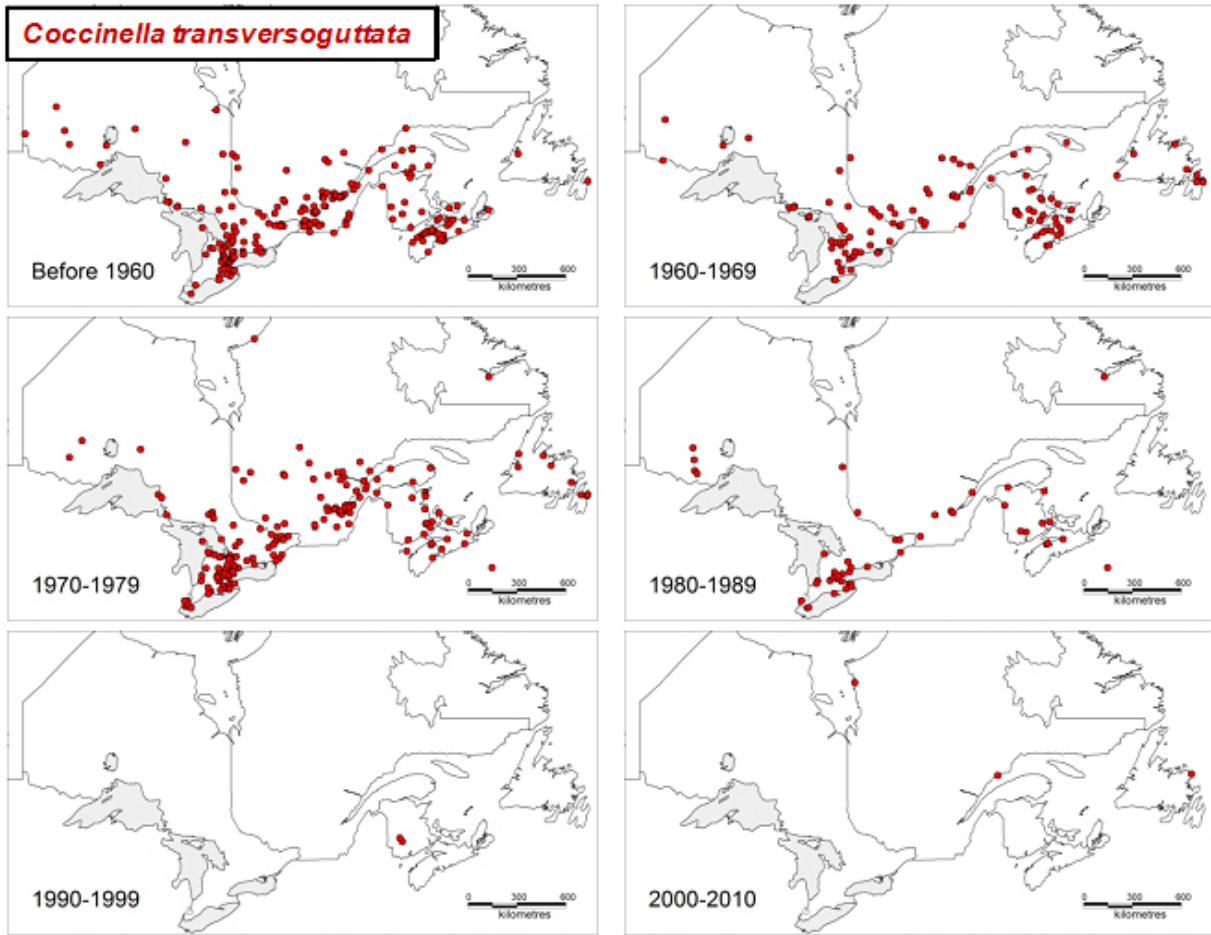 Coccinella transversoguttata
Before 1960
0 300 600
kilometres
1960-1969
0 300 600
kilometres
1970-1979
0 300 600
kilometres
1980-1989
0 300 600
kilometres
1990-1999
0 300 600
kilometres
2000-2010
0 300 600
kilometres